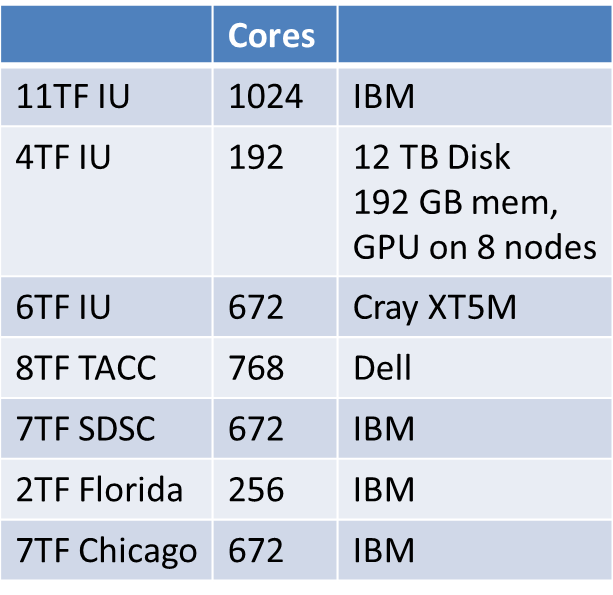 Cores
11TF IU 1024 IBM
4TF IU 192 12 TB Disk
192 GB mem,
GPU on 8 nodes
6TF IU 672 Cray XT5M
8TF TACC 768 Dell
7TF SDSC 672 IBM
2TF Florida 256 IBM
7TF Chicago 672 IBM